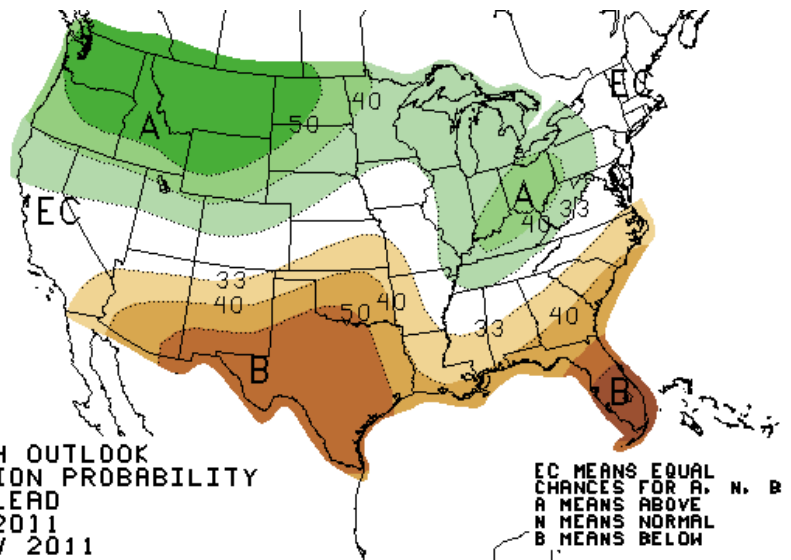 EC
40
50
A
A
33
40
EC
33
40
50
40
40
33
B
B
H OUTLOOK
ION PROBABILITY
LEAD
2011
V 2011
EC MEANS EQUAL
CHANCES FOR A, N, B
A MEANS ABOVE
N MEANS NORMAL
B MEANS BELOW